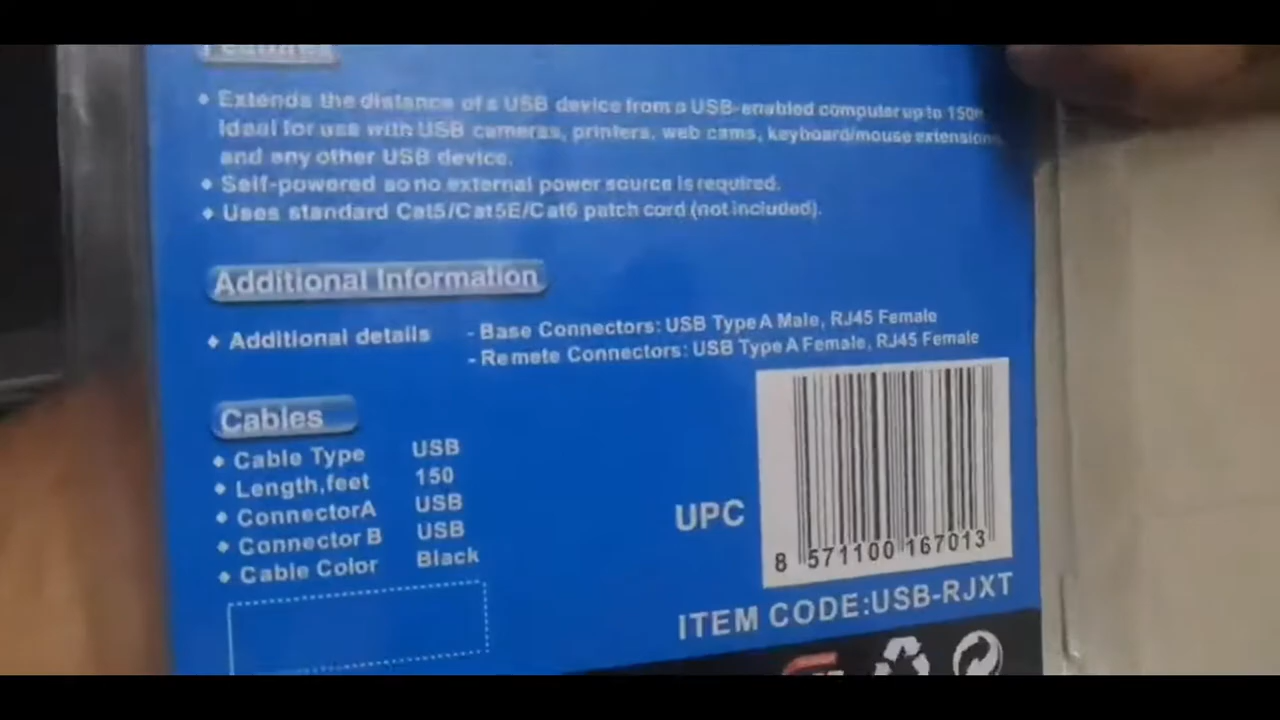 Features
Extends the distance of a USB device from a USB-enabled computer up to 150
Ideal for use with USB cameras, printers, web cams, keyboard/mouse extensions
and any other USB device.
Self-powered so no external power source is required.
Uses standard Cat5/Cat5E/Cat6 patch cord (not included).
Additional Information
Additional details - Base Connectors: USB Type A Male, RJ45 Female
- Remote Connectors: USB Type A Female, RJ45 Female
Cables
Cable Type USB
Length,feet 150
ConnectorA USB
Connector B USB
Cable Color Black
UPC
8 571100 167013
ITEM CODE:USB-RJXT